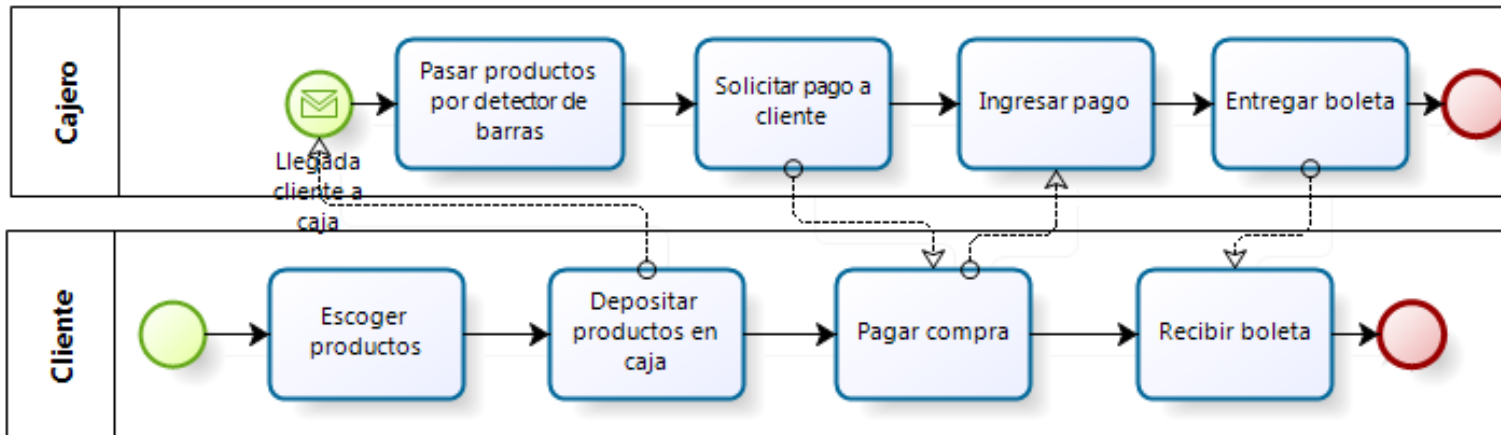 Cajero
Pasar productos
por detector de
barras
Solicitar pago a
cliente
Ingresar pago
Entregar boleta
Llegada
cliente a
caja
Cliente
Escoger
productos
Depositar
productos en
caja
Pagar compra
Recibir boleta